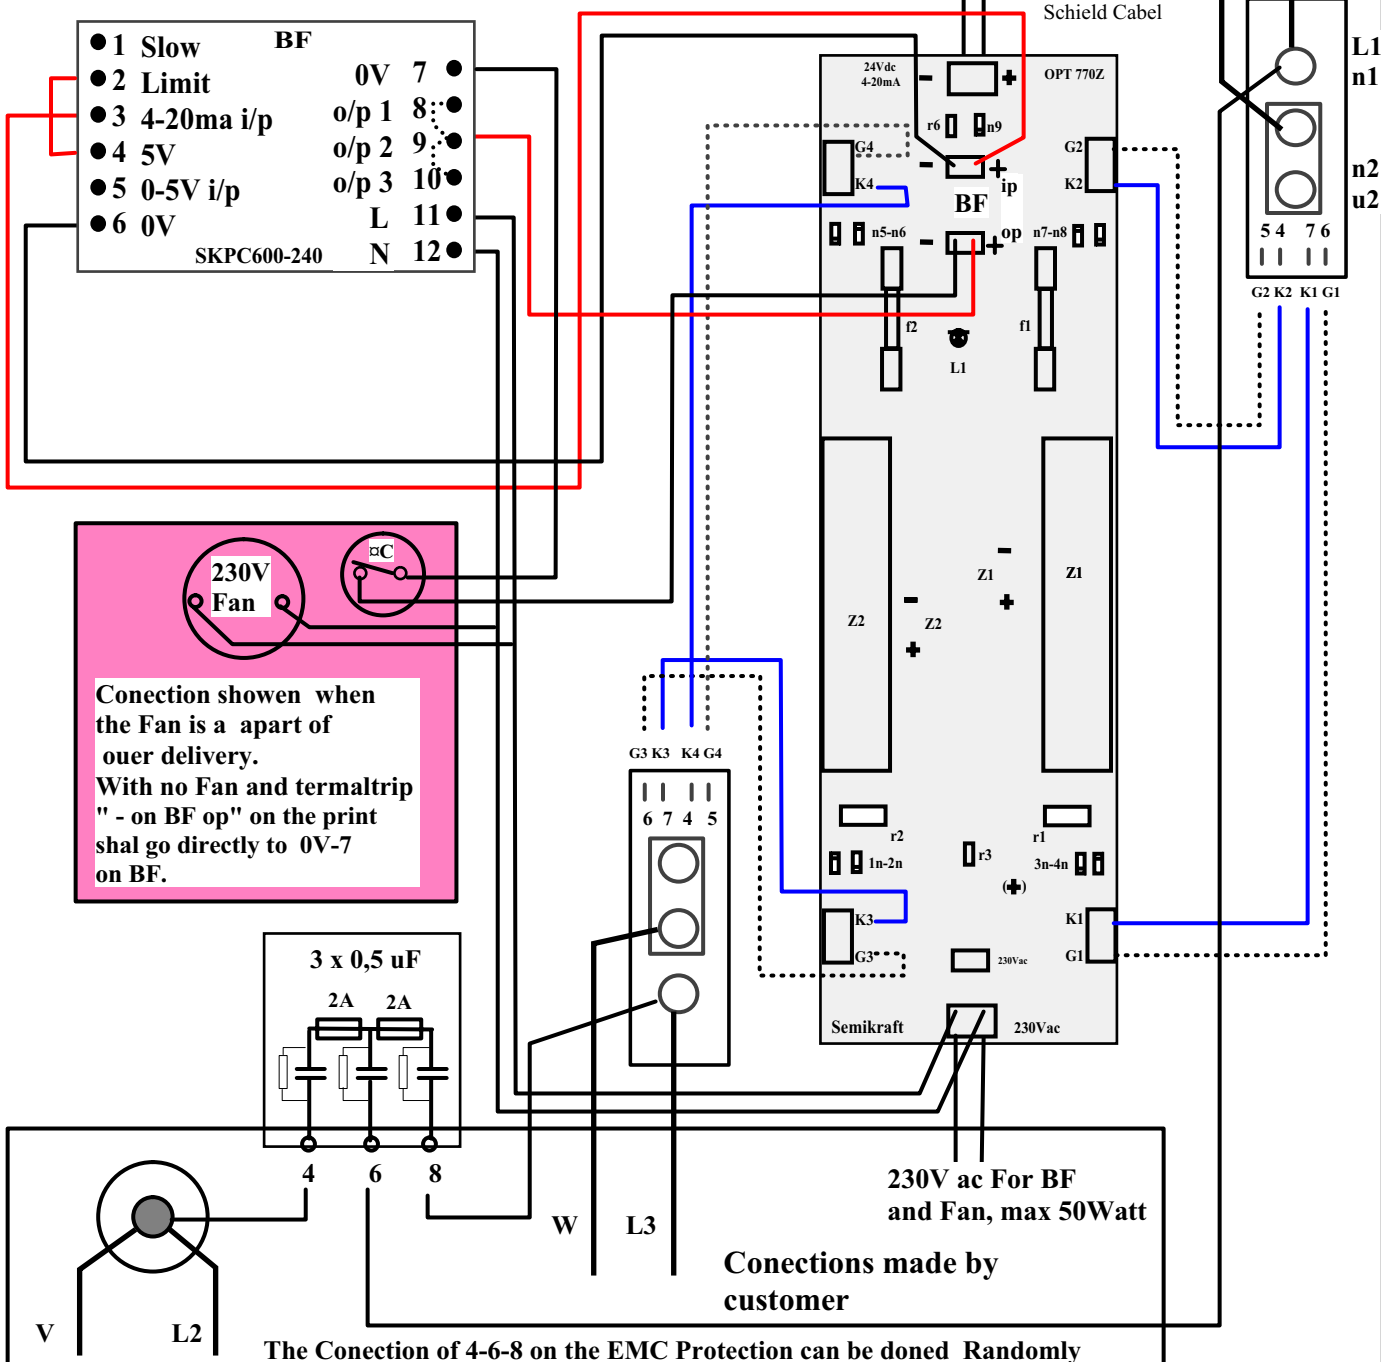 Schield Cabel
BF
1 Slow
2 Limit
3 4-20ma i/p
4 5V
5 0-5V i/p
6 0V
0V 7
o/p 1 8
o/p 2 9
o/p 3 10
L 11
N 12
SKPC600-240
24Vdc
4-20mA
- +
OPT 770Z
r6
n9
G4
K4
G2
K2
- +
ip
BF
op
- +
n5-n6
n7-n8
f2
f1
L1
L1
n1
n2
u2
5 4 7 6
G2 K2 K1 G1
¤C
230V
Fan
Conection showen when
the Fan is a apart of
ouer delivery.
With no Fan and termaltrip
" - on BF op" on the print
shal go directly to 0V-7
on BF.
-
Z1
+
Z1
Z2
-
Z2
+
G3 K3 K4 G4
6 7 4 5
r2
r1
1n-2n
r3
3n-4n
(+)
K3
G3
K1
G1
230Vac
Semikraft
230Vac
3 x 0,5 uF
2A 2A
4 6 8
W L3
230V ac For BF
and Fan, max 50Watt
Conections made by
customer
V L2
The Conection of 4-6-8 on the EMC Protection can be doned Randomly